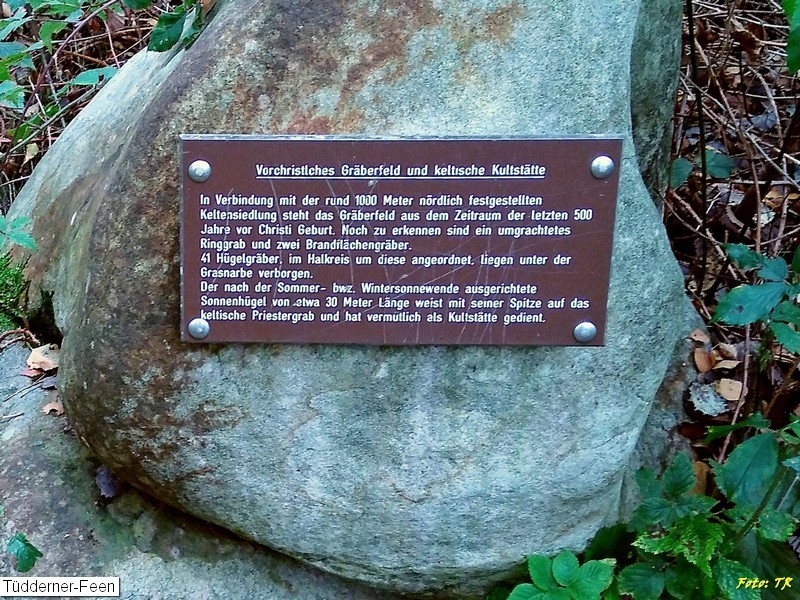 Vorchristlches Gräberfeld und keltische Kultstätte
In Verbindung mit der rund 1000 Meter nördlich festgestellten
Keltensiedlung steht das Gräberfeld aus dem Zeitraum der letzten 500
Jahre vor Christi Geburt. Noch zu erkennen sind ein umgrachtetes
Ringgrab und zwei Brandflächengräber.
41 Hügelgräber, im Halkreis um diese angordnet, liegen unter der
Grasnarbe verborgen.
Der nach der Sommer- bwz. Wintersonnewende ausgerichtete
Sonnenhügel von etwa 30 Meter Länge weist mit seiner Spitze auf das
keltische Priestergrab und hat vermutlich als Kultstätte gedient.
Tüdderner-Feen
Foto: TR